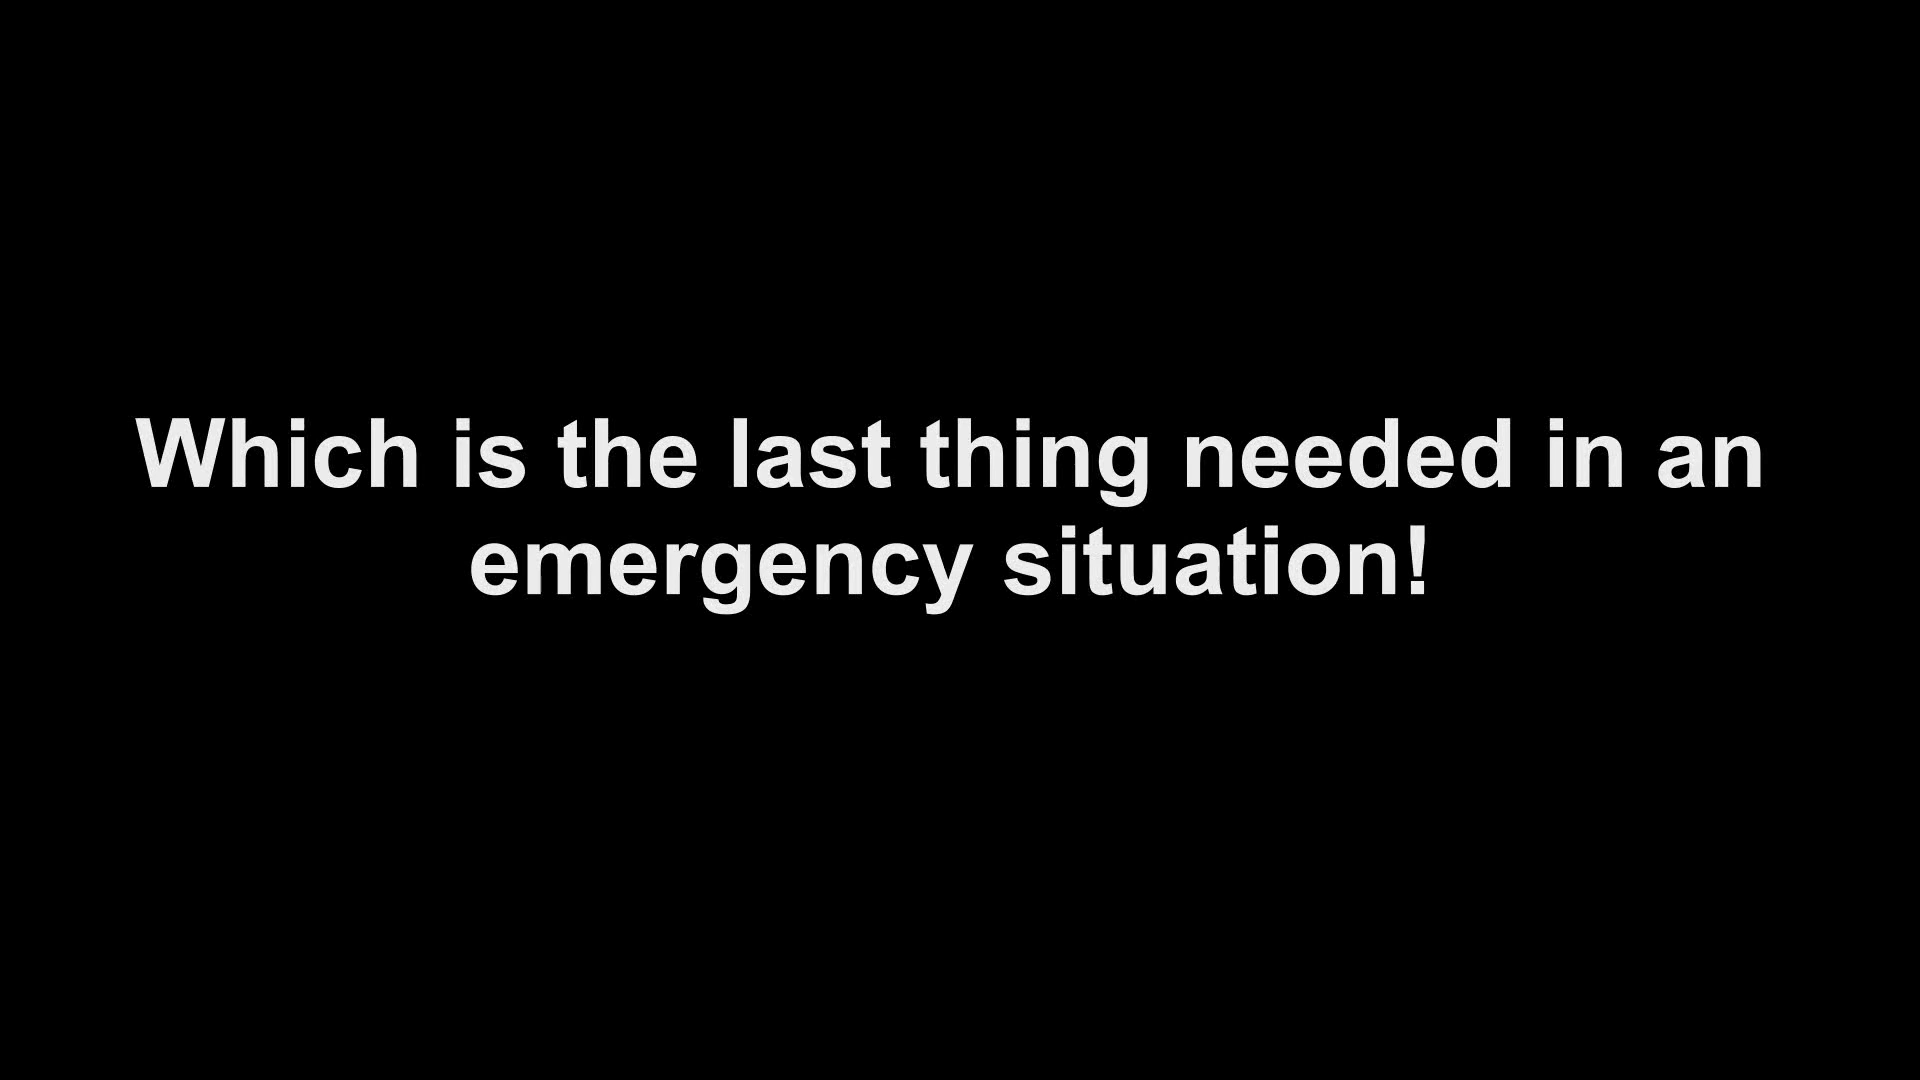 Which is the last thing needed in an
emergency situation!